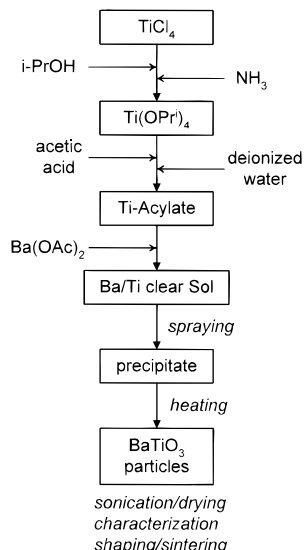 TiCl₄
i-PrOH
NH₃
Ti(OPrⁱ)₄
acetic
acid
deionized
water
Ti-Acylate
Ba(OAc)₂
Ba/Ti clear Sol
spraying
precipitate
heating
BaTiO₃
particles
sonication/drying
characterization
shaping/sintering